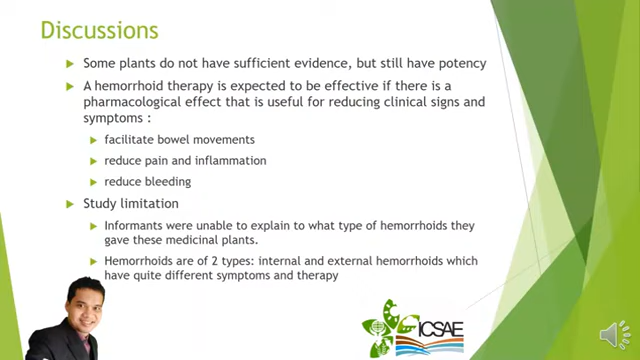 Discussions
Some plants do not have sufficient evidence, but still have potency
A hemorrhoid therapy is expected to be effective if there is a
pharmacological effect that is useful for reducing clinical signs and
symptoms :
facilitate bowel movements
reduce pain and inflammation
reduce bleeding
Study limitation
Informants were unable to explain to what type of hemorrhoids they
gave these medicinal plants.
Hemorrhoids are of 2 types: internal and external hemorrhoids which
have quite different symptoms and therapy
ICSAE